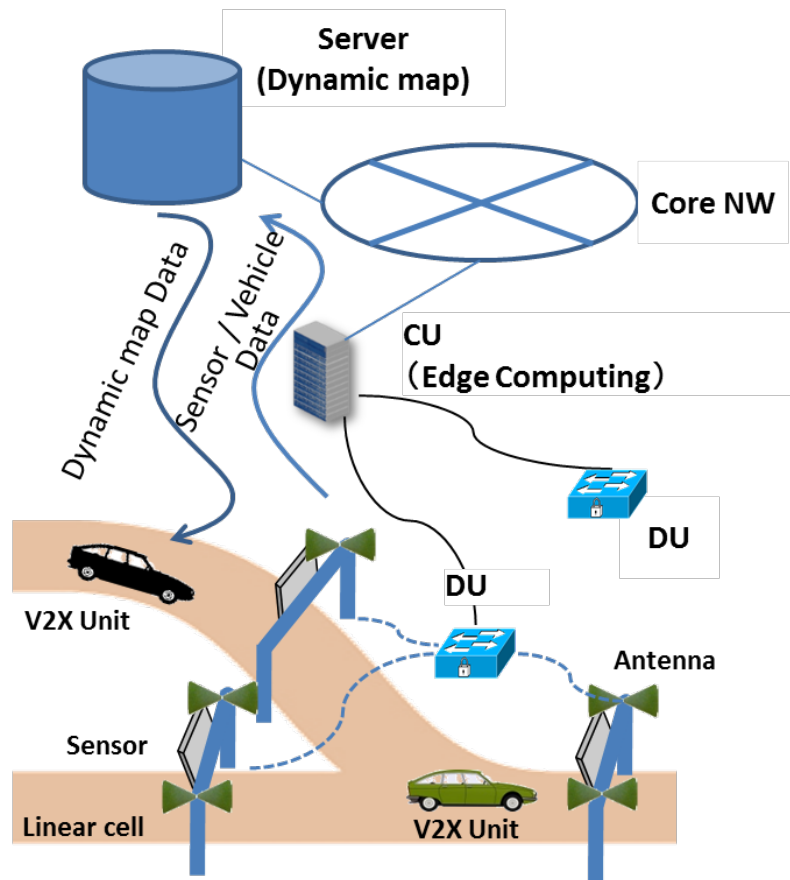 Server
(Dynamic map)
Core NW
Dynamic map Data
Sensor / Vehicle
Data
CU
（Edge Computing）
DU
DU
V2X Unit
Antenna
Sensor
Linear cell
V2X Unit